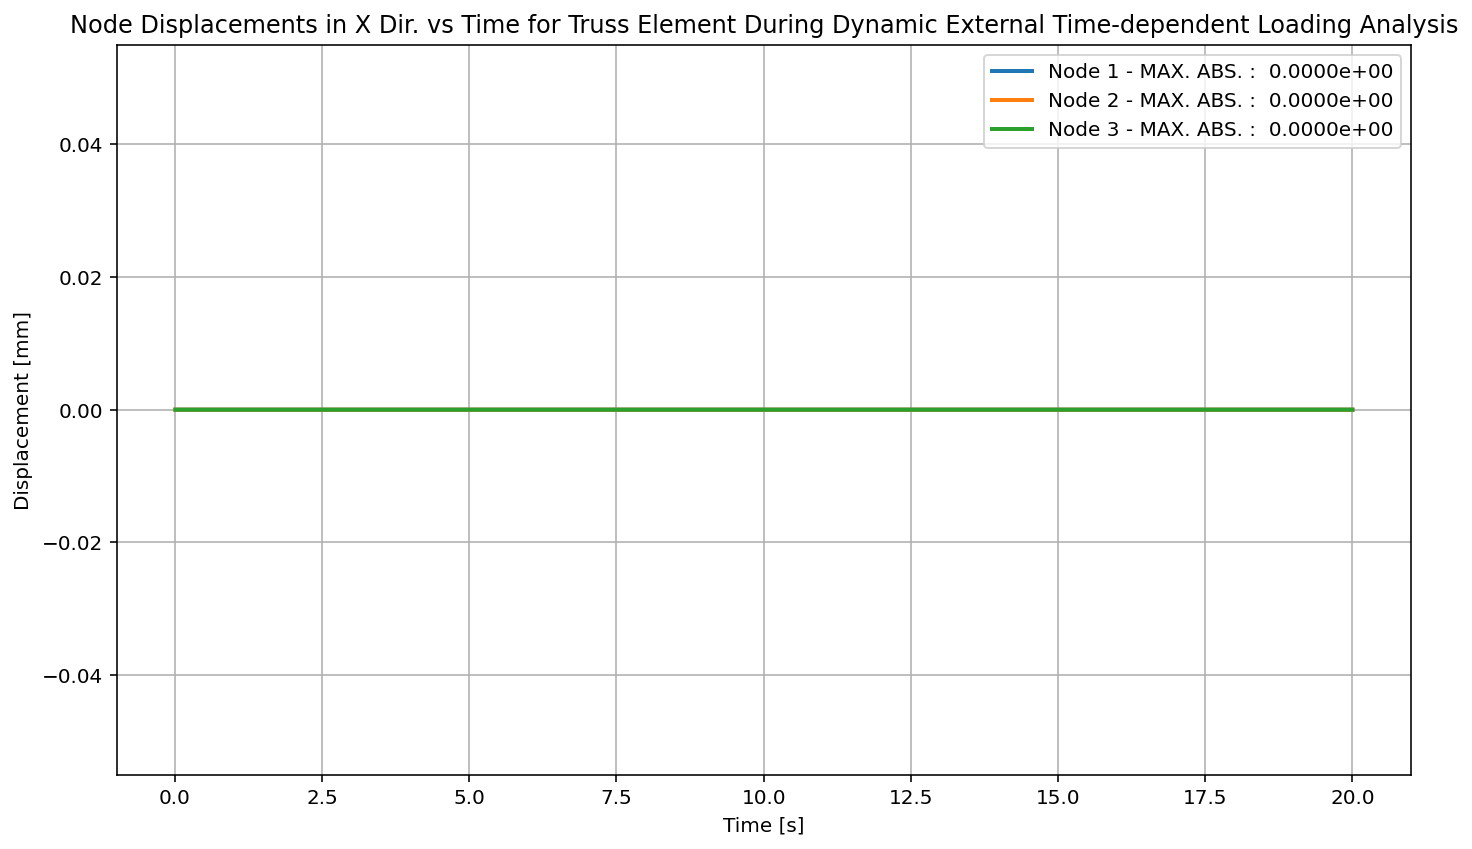 Node Displacements in X Dir. vs Time for Truss Element During Dynamic External Time-dependent Loading Analysis
Node 1 - MAX. ABS. :  0.0000e+00
Node 2 - MAX. ABS. :  0.0000e+00
Node 3 - MAX. ABS. :  0.0000e+00
0.04
0.02
0.00
−0.02
−0.04
Displacement [mm]
0.0 2.5 5.0 7.5 10.0 12.5 15.0 17.5 20.0
Time [s]